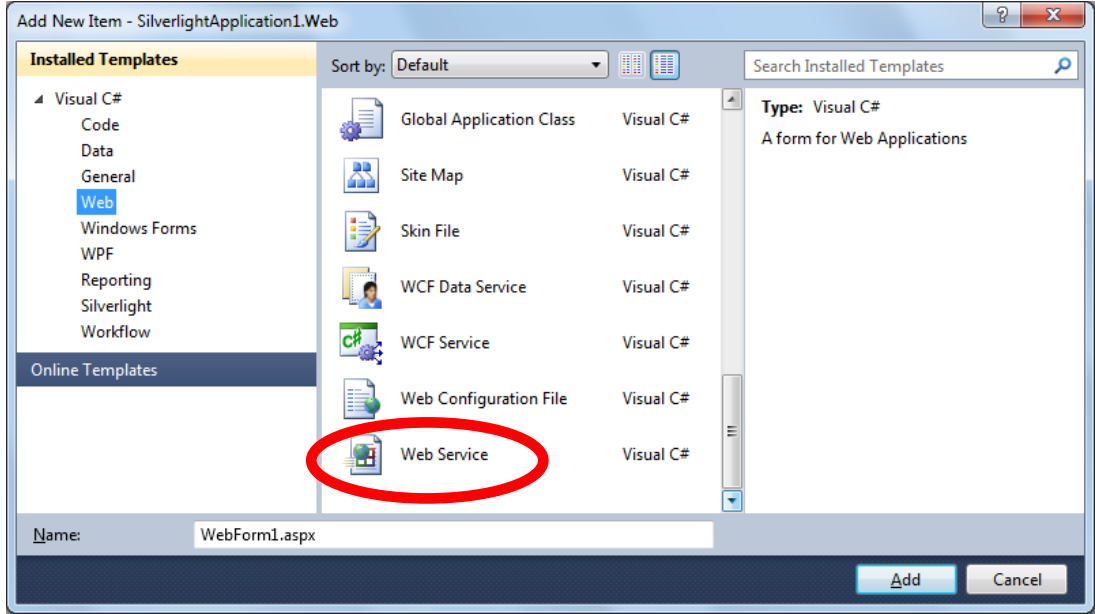 Add New Item - SilverlightApplication1.Web
Installed Templates
Visual C#
Code
Data
General
Web
Windows Forms
WPF
Reporting
Silverlight
Workflow
Online Templates
Sort by: Default
Global Application Class Visual C#
Site Map Visual C#
Skin File Visual C#
WCF Data Service Visual C#
WCF Service Visual C#
Web Configuration File Visual C#
Web Service Visual C#
Search Installed Templates
Type: Visual C#
A form for Web Applications
Name: WebForm1.aspx
Add Cancel